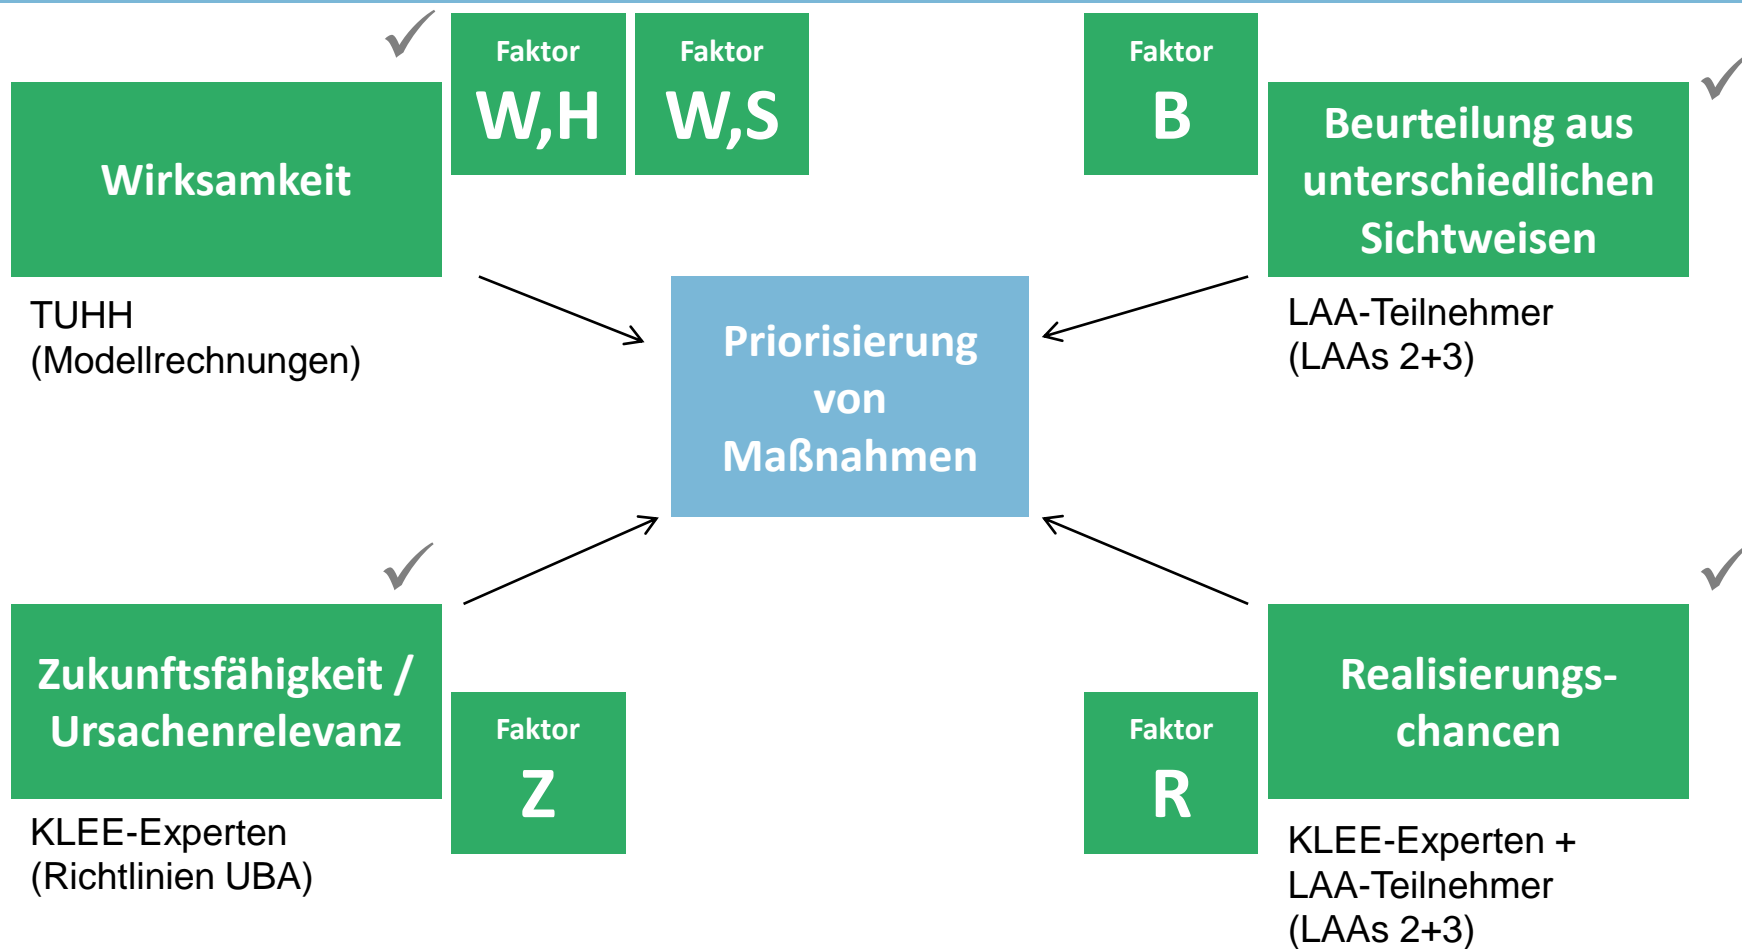 Wirksamkeit
Faktor
W,H
Faktor
W,S
TUHH
(Modellrechnungen)
Faktor
B
Beurteilung aus
unterschiedlichen
Sichtweisen
LAA-Teilnehmer
(LAAs 2+3)
Priorisierung
von
Maßnahmen
Zukunftsfähigkeit /
Ursachenrelevanz
Faktor
Z
KLEE-Experten
(Richtlinien UBA)
Faktor
R
Realisierungs-
chancen
KLEE-Experten +
LAA-Teilnehmer
(LAAs 2+3)